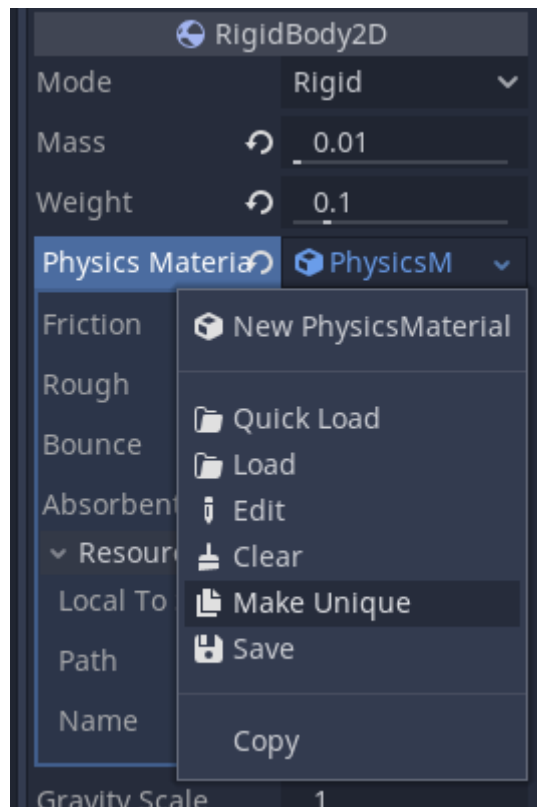 RigidBody2D
Mode Rigid
Mass 0.01
Weight 0.1
Physics Materia PhysicsM
Friction
Rough
Bounce
Absorbent
Resour
Local To
Path
Name
New PhysicsMaterial
Quick Load
Load
Edit
Clear
Make Unique
Save
Copy
Gravity Scale 1